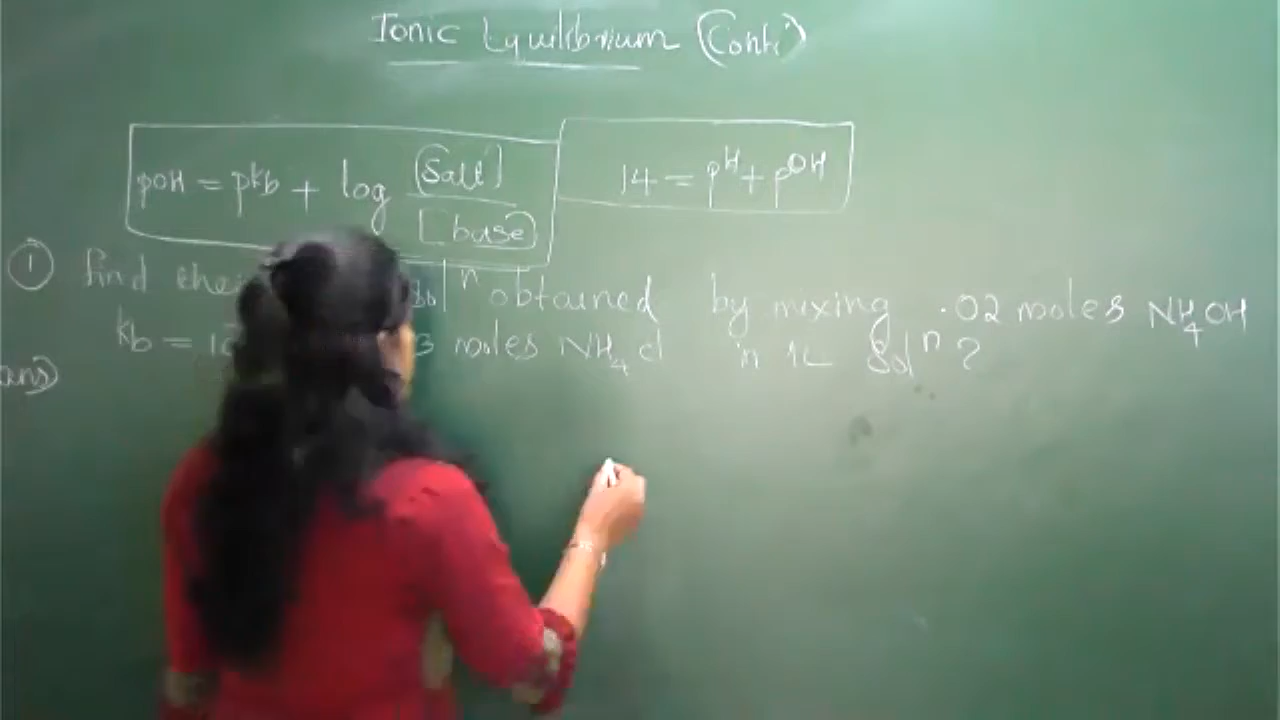 Ionic Equilibrium (Conti)
pOH = pkb + log [Salt] / [base]
14 = pH + pOH
① find the solⁿ obtained by mixing .02 moles NH₄OH
kb = moles NH₄Cl in 1L Solⁿ ?
ans)